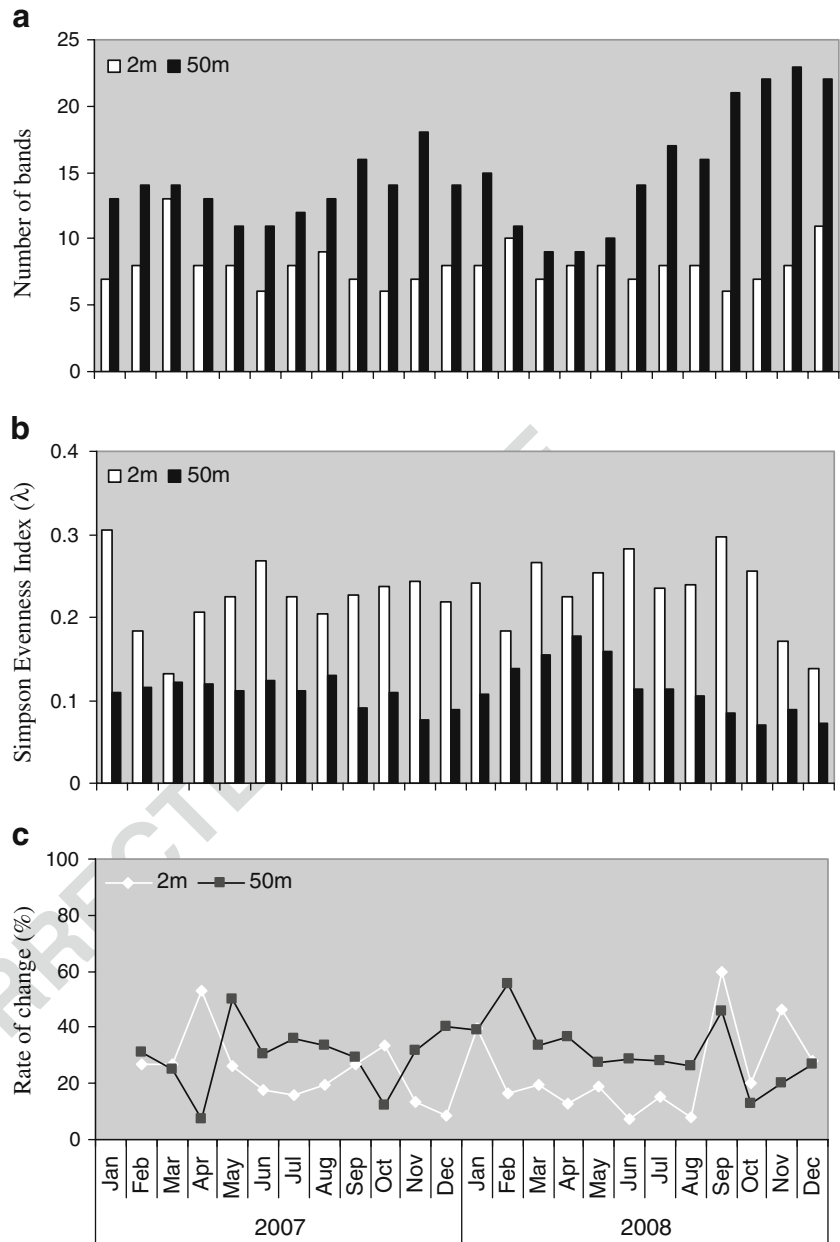 a
25
20
15
10
5
0
Number of bands
2m 50m
b
0.4
0.3
0.2
0.1
0
Simpson Evenness Index (λ)
2m 50m
c
100
80
60
40
20
0
Rate of change (%)
2m 50m
Jan Feb Mar Apr May Jun Jul Aug Sep Oct Nov Dec Jan Feb Mar Apr May Jun Jul Aug Sep Oct Nov Dec
2007 2008
RRECTE